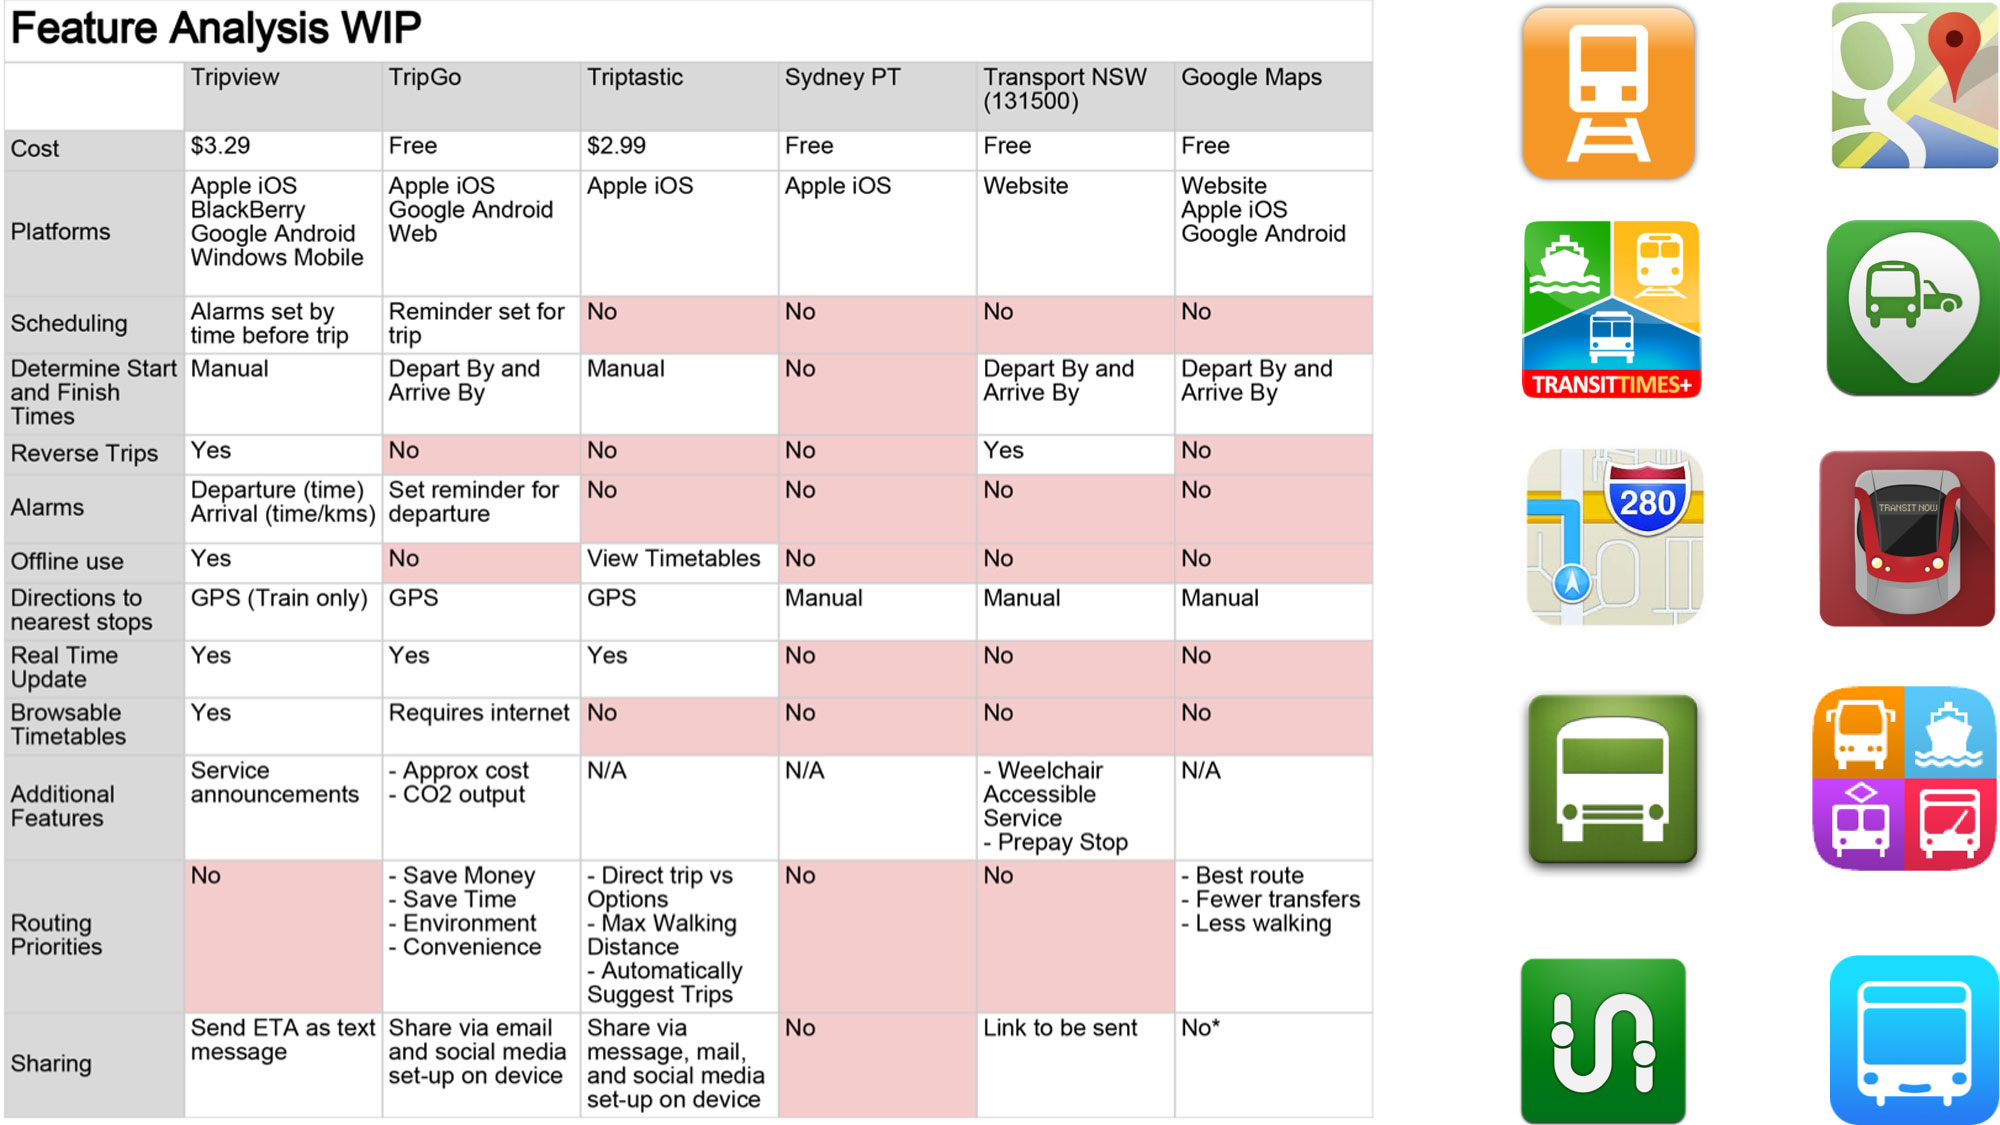 Feature Analysis WIP
Tripview
TripGo
Triptastic
Sydney PT
Transport NSW
(131500)
Google Maps
Cost
$3.29
Free
$2.99
Free
Free
Free
Platforms
Apple iOS
BlackBerry
Google Android
Windows Mobile
Apple iOS
Google Android
Web
Apple iOS
Apple iOS
Website
Website
Apple iOS
Google Android
Scheduling
Alarms set by
time before trip
Reminder set for
trip
No
No
No
No
Determine Start
and Finish
Times
Manual
Depart By and
Arrive By
Manual
No
Depart By and
Arrive By
Depart By and
Arrive By
Reverse Trips
Yes
No
No
No
Yes
No
Alarms
Departure (time)
Arrival (time/kms)
Set reminder for
departure
No
No
No
No
Offline use
Yes
No
View Timetables
No
No
No
Directions to
nearest stops
GPS (Train only)
GPS
GPS
Manual
Manual
Manual
Real Time
Update
Yes
Yes
Yes
No
No
No
Browsable
Timetables
Yes
Requires internet
No
No
No
No
Additional
Features
Service
announcements
- Approx cost
- CO2 output
N/A
N/A
- Weelchair
Accessible
Service
- Prepay Stop
N/A
Routing
Priorities
No
- Save Money
- Save Time
- Environment
- Convenience
- Direct trip vs
Options
- Max Walking
Distance
- Automatically
Suggest Trips
No
No
- Best route
- Fewer transfers
- Less walking
Sharing
Send ETA as text
message
Share via email
and social media
set-up on device
Share via
message, mail,
and social media
set-up on device
No
Link to be sent
No*
g
TRANSITTIMES+
280
TRANSIT NOW